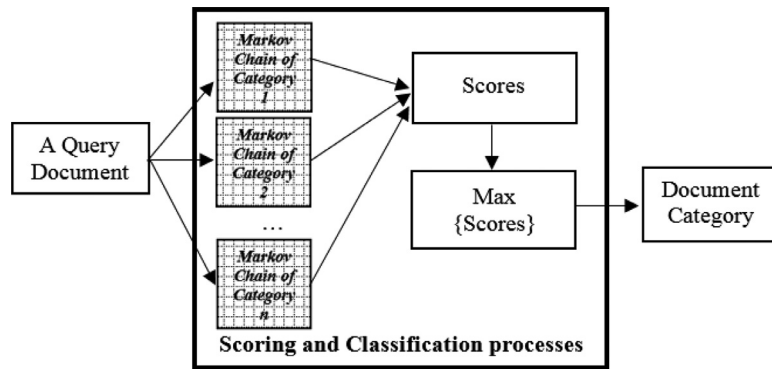 A Query
Document
Markov
Chain of
Category
1
Markov
Chain of
Category
2
...
Markov
Chain of
Category
n
Scores
Max
{Scores}
Document
Category
Scoring and Classification processes